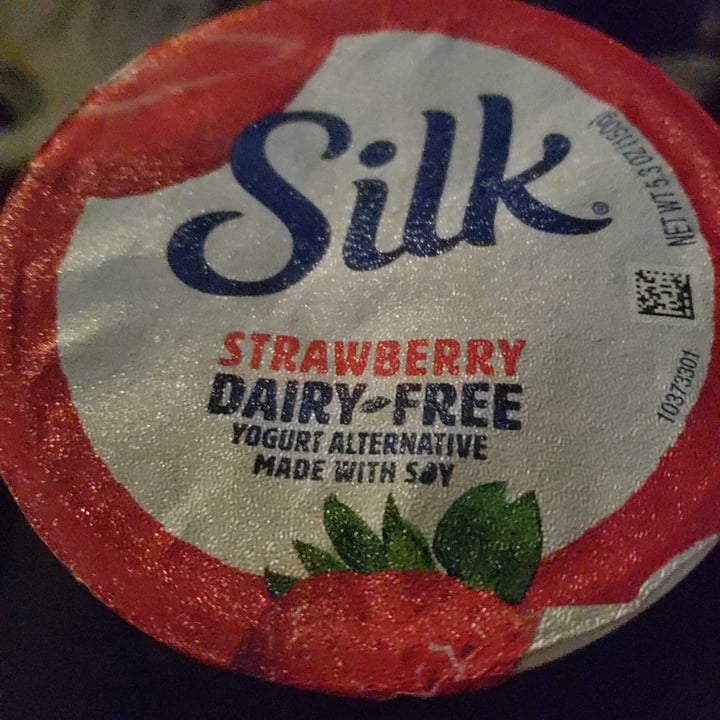 Silk®
NET WT 5.3 OZ (150g)
STRAWBERRY
DAIRY-FREE
YOGURT ALTERNATIVE
MADE WITH SOY
10373301